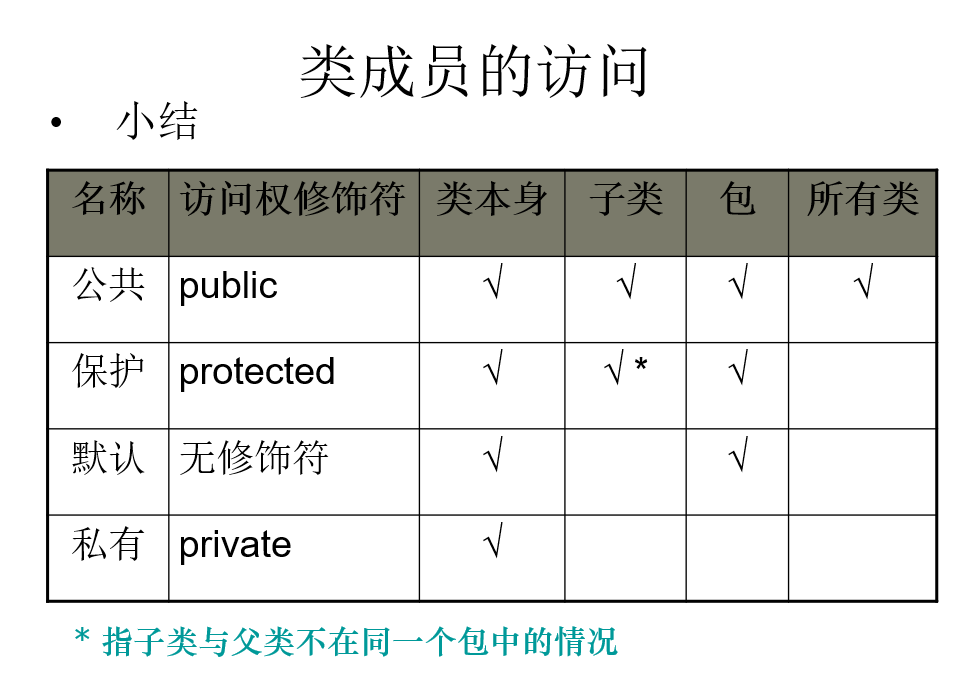 类成员的访问
• 小结
名称 访问权修饰符 类本身 子类 包 所有类
公共 public √ √ √ √
保护 protected √ √ * √
默认 无修饰符 √ √
私有 private √
* 指子类与父类不在同一个包中的情况